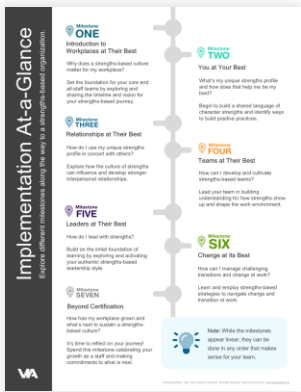 Implementation At-a-Glance
Explore different milestones along the way to a strengths-based organization.
VIA
Milestone
ONE
Introduction to
Workplaces at Their Best
Why does a strengths-based culture
matter for my workplace?
Set the foundation for your core and
all-staff teams by exploring and
sharing the timeline and vision for
your strengths-based journey.
Milestone
TWO
You at Your Best
What's my unique strengths profile
and how does that help me be my
best?
Begin to build a shared language of
character strengths and identify ways
to build positive practices.
Milestone
THREE
Relationships at Their Best
How do I use my unique strengths
profile in concert with others?
Explore how the culture of strengths
can influence and develop stronger
interpersonal relationships.
Milestone
FOUR
Teams at Their Best
How can I develop and cultivate
strengths-based teams?
Lead your team in building
understanding for how strengths show
up and shape the work environment.
Milestone
FIVE
Leaders at Their Best
How do I lead with strengths?
Build on the initial foundation of
learning by exploring and activating
your authentic strengths-based
leadership style.
Milestone
SIX
Change at Its Best
How can I manage challenging
transitions and change at work?
Learn and employ strengths-based
strategies to navigate change and
transition at work.
Milestone
SEVEN
Beyond Certification
How has my workplace grown and
what's next to sustain a strengths-
based culture?
It's time to reflect on your journey!
Spend this milestone celebrating your
growth as a staff and making
commitments to what is next.
Note: While the milestones
appear linear, they can be
done in any order that makes
sense for your team.